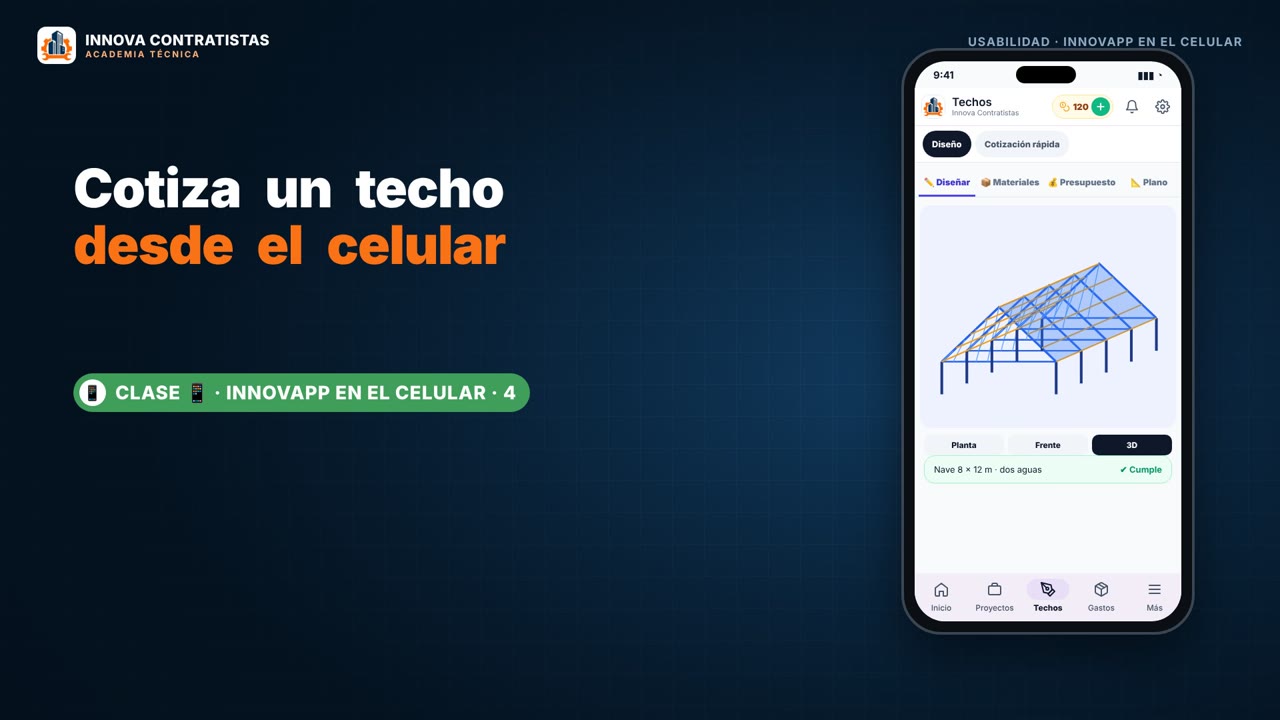 INNOVA CONTRATISTAS
ACADEMIA TÉCNICA
USABILIDAD · INNOVAPP EN EL CELULAR
Cotiza un techo
desde el celular
CLASE 📱 · INNOVAPP EN EL CELULAR · 4
9:41
Techos
Innova Contratistas
120
Diseño
Cotización rápida
✏️ Diseñar
📦 Materiales
💰 Presupuesto
📐 Plano
Planta
Frente
3D
Nave 8 × 12 m · dos aguas
✔ Cumple
Inicio
Proyectos
Techos
Gastos
Más